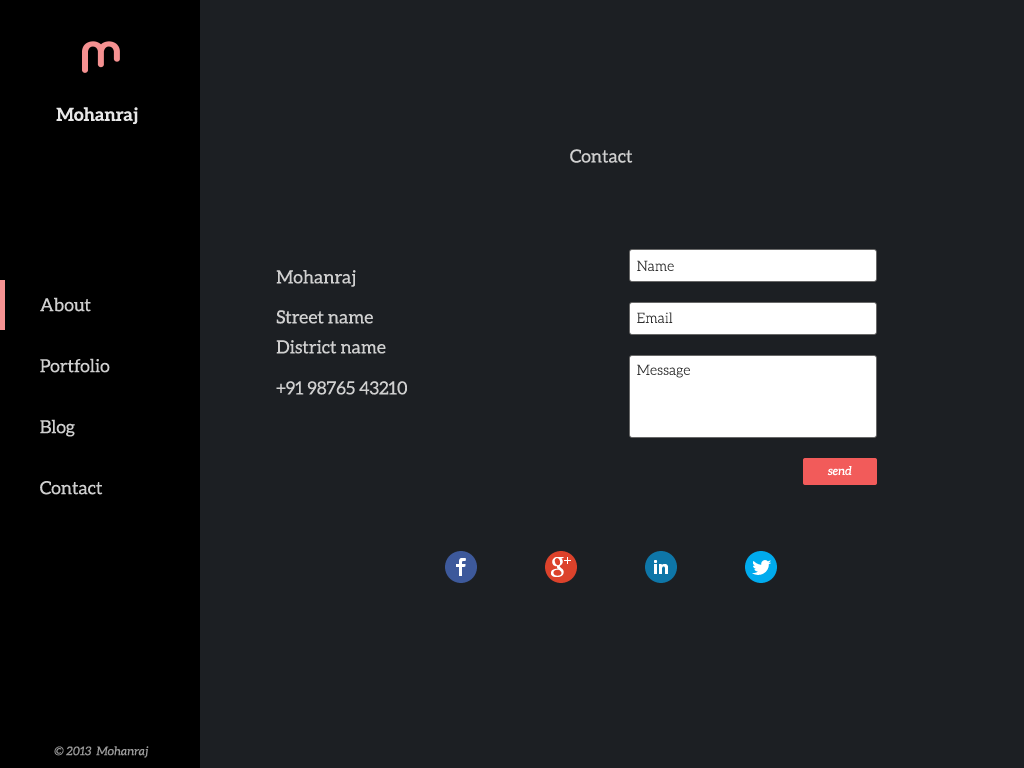 m
Mohanraj
About
Portfolio
Blog
Contact
© 2013 Mohanraj
Contact
Mohanraj
Street name
District name
+91 98765 43210
Name
Email
Message
send
f
g+
in